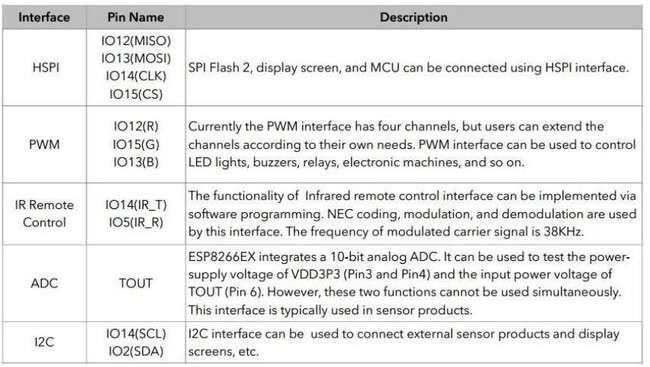 Interface Pin Name Description
HSPI
IO12(MISO)
IO13(MOSI)
IO14(CLK)
IO15(CS)
SPI Flash 2, display screen, and MCU can be connected using HSPI interface.
PWM
IO12(R)
IO15(G)
IO13(B)
Currently the PWM interface has four channels, but users can extend the
channels according to their own needs. PWM interface can be used to control
LED lights, buzzers, relays, electronic machines, and so on.
IR Remote
Control
IO14(IR_T)
IO5(IR_R)
The functionality of Infrared remote control interface can be implemented via
software programming. NEC coding, modulation, and demodulation are used
by this interface. The frequency of modulated carrier signal is 38KHz.
ADC
TOUT
ESP8266EX integrates a 10-bit analog ADC. It can be used to test the power-
supply voltage of VDD3P3 (Pin3 and Pin4) and the input power voltage of
TOUT (Pin 6). However, these two functions cannot be used simultaneously.
This interface is typically used in sensor products.
I2C
IO14(SCL)
IO2(SDA)
I2C interface can be used to connect external sensor products and display
screens, etc.